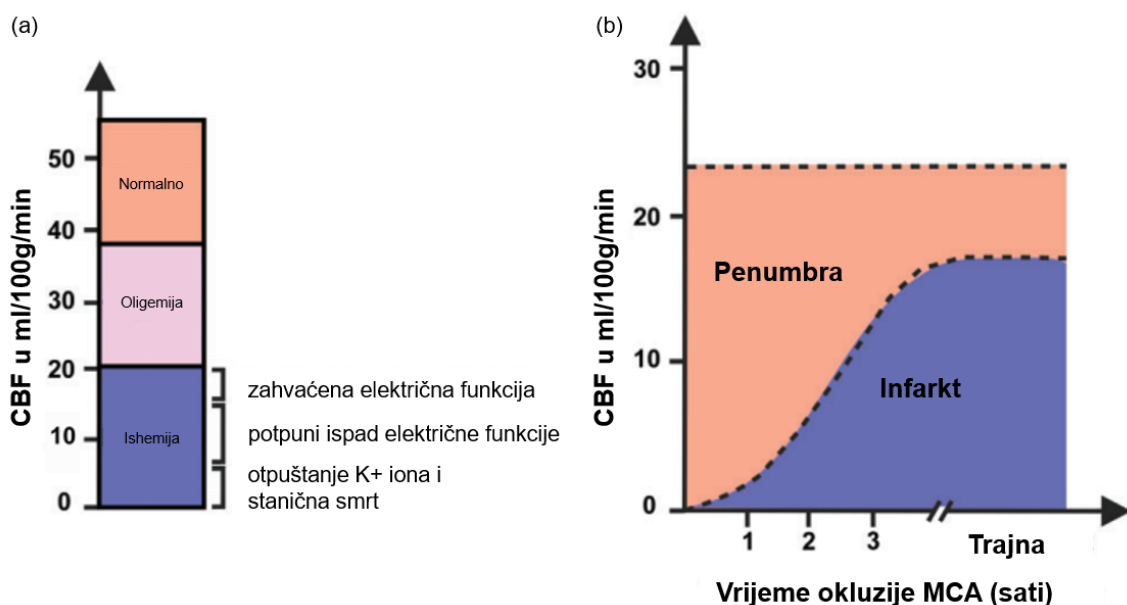 (a)
CBF u ml/100g/min
50
40
30
20
10
0
Normalno
Oligemija
Ishemija
zahvaćena električna funkcija
potpuni ispad električne funkcije
otpuštanje K+ iona i
stanična smrt
(b)
CBF u ml/100g/min
30
20
10
0
Penumbra
Infarkt
1 2 3 Trajna
Vrijeme okluzije MCA (sati)